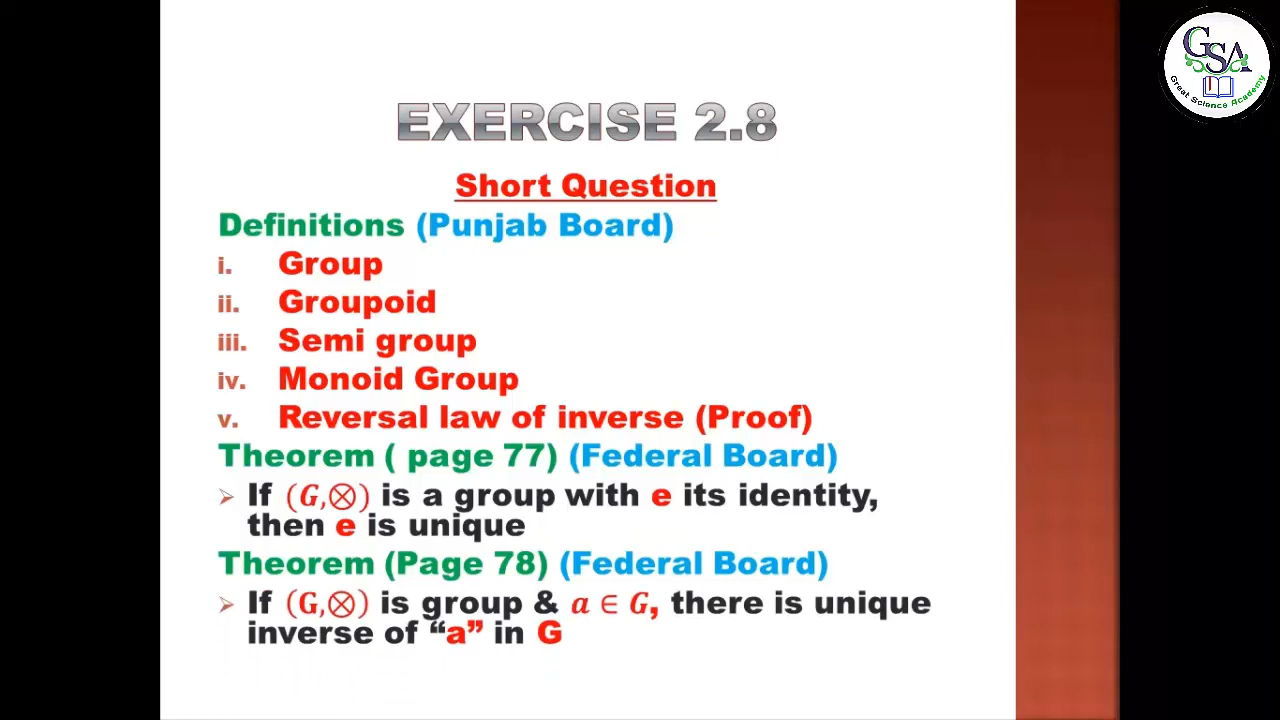 GSA
Great Science Academy
EXERCISE 2.8
Short Question
Definitions (Punjab Board)
i. Group
ii. Groupoid
iii. Semi group
iv. Monoid Group
v. Reversal law of inverse (Proof)
Theorem ( page 77) (Federal Board)
➢ If (G,⊗) is a group with e its identity,
then e is unique
Theorem (Page 78) (Federal Board)
➢ If (G,⊗) is group & a ∈ G, there is unique
inverse of “a” in G